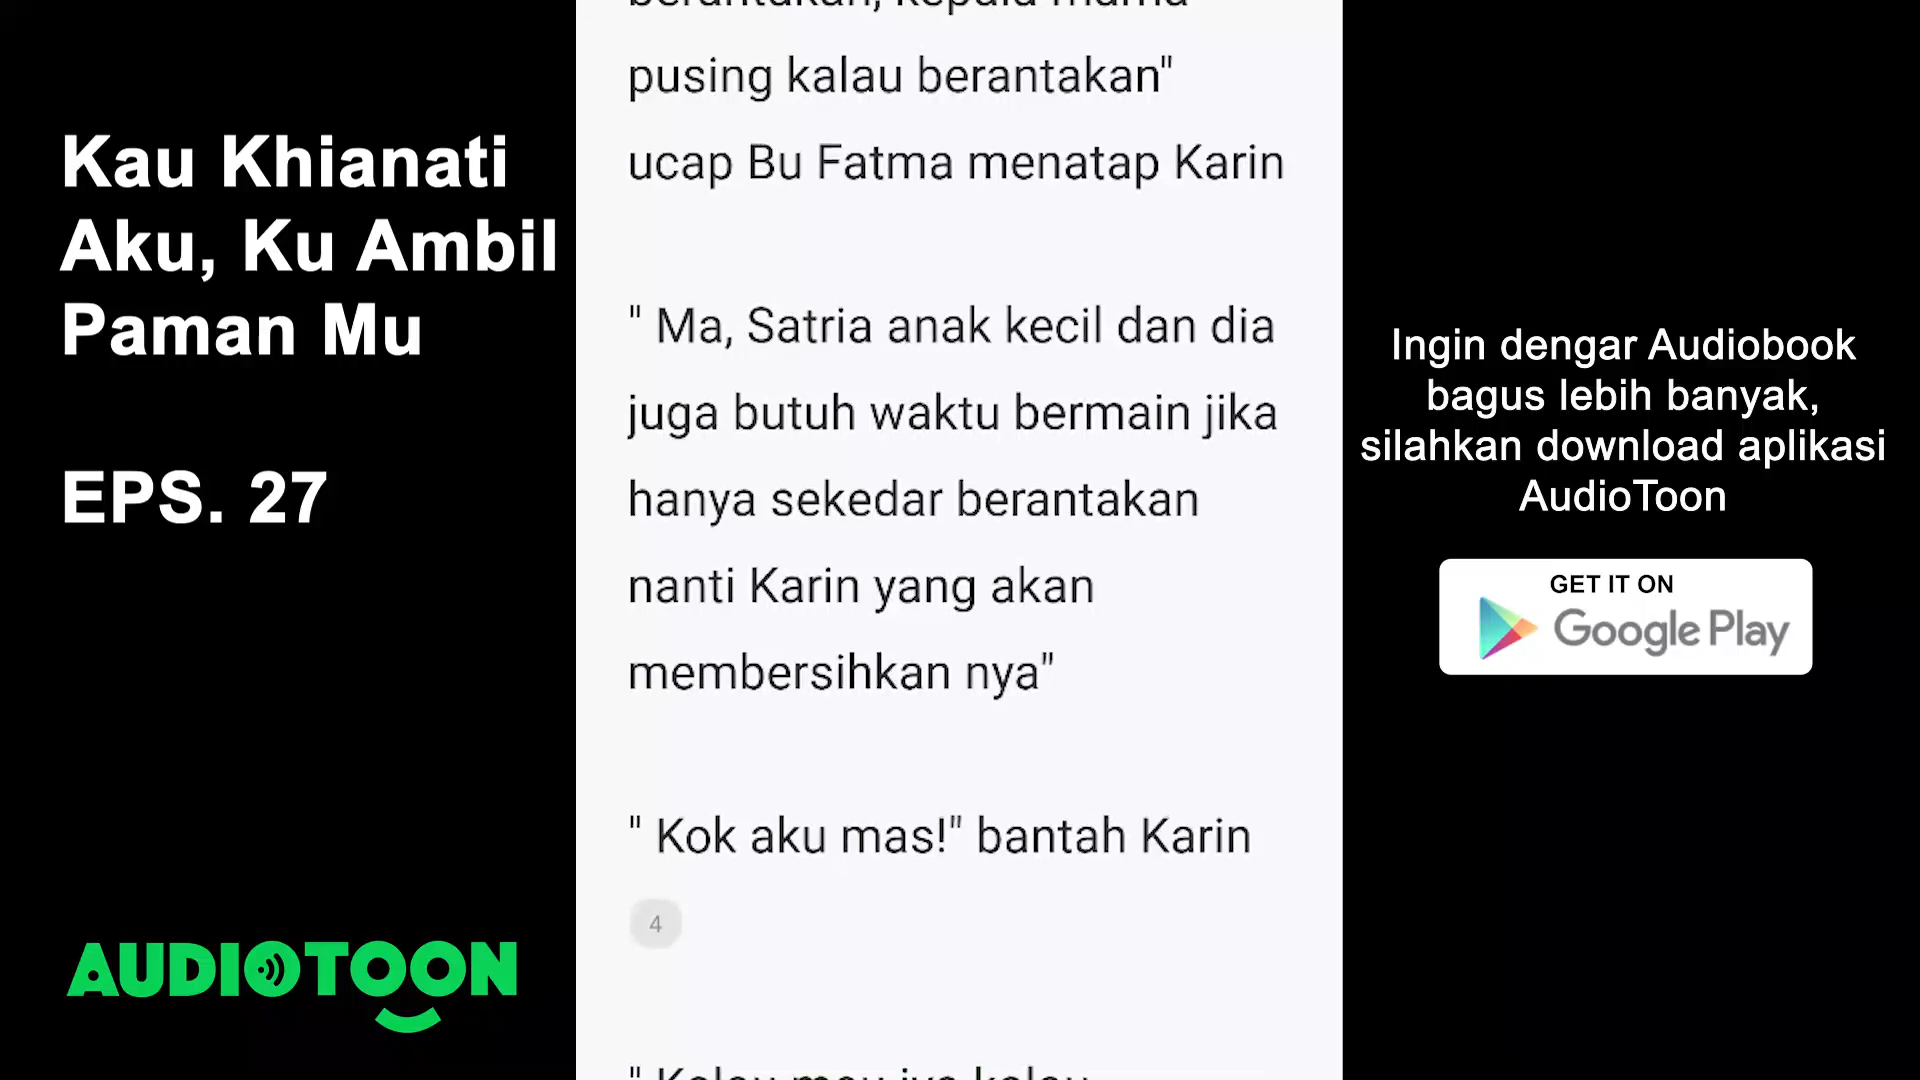 Kau Khianati
Aku, Ku Ambil
Paman Mu
EPS. 27
AUDIOTOON
berantakan, kepala mama
pusing kalau berantakan"
ucap Bu Fatma menatap Karin
" Ma, Satria anak kecil dan dia
juga butuh waktu bermain jika
hanya sekedar berantakan
nanti Karin yang akan
membersihkan nya"
" Kok aku mas!" bantah Karin
4
Ingin dengar Audiobook
bagus lebih banyak,
silahkan download aplikasi
AudioToon
GET IT ON
Google Play